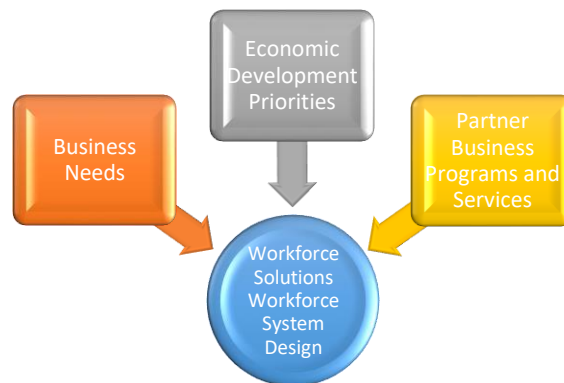 Economic
Development
Priorities
Business
Needs
Partner
Business
Programs and
Services
Workforce
Solutions
Workforce
System
Design